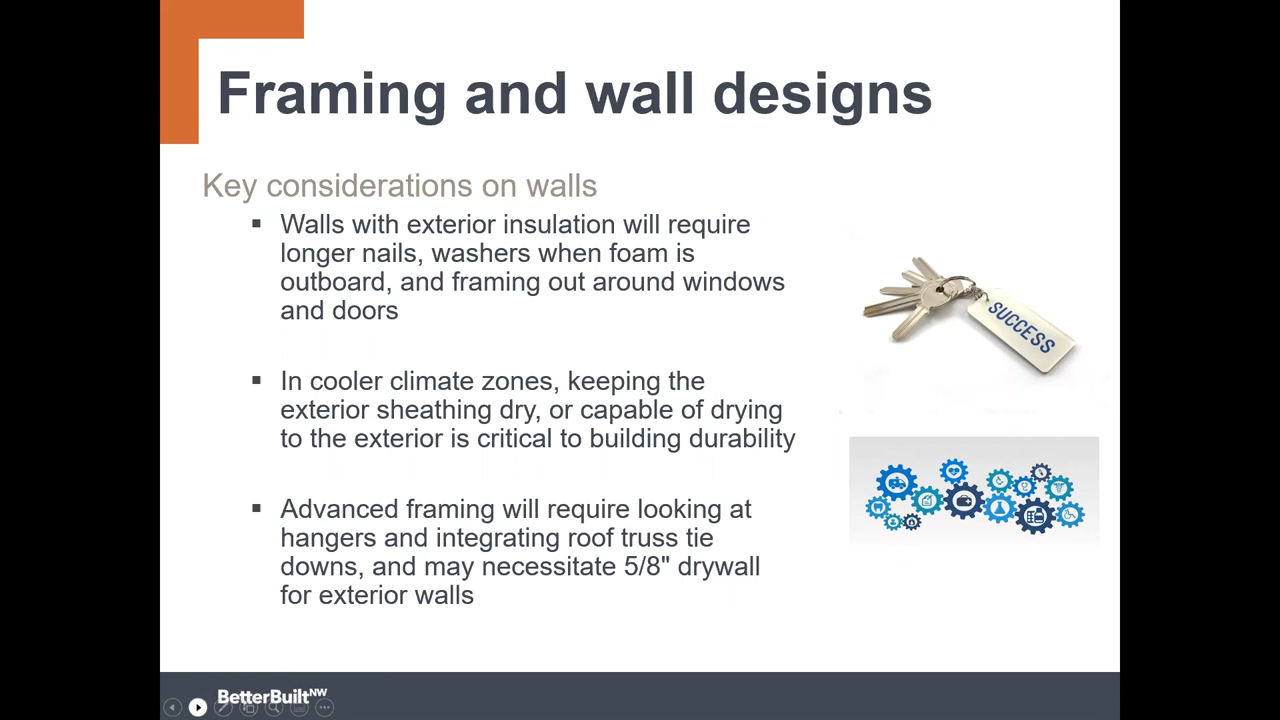 Framing and wall designs
Key considerations on walls
▪ Walls with exterior insulation will require
longer nails, washers when foam is
outboard, and framing out around windows
and doors
▪ In cooler climate zones, keeping the
exterior sheathing dry, or capable of drying
to the exterior is critical to building durability
▪ Advanced framing will require looking at
hangers and integrating roof truss tie
downs, and may necessitate 5/8" drywall
for exterior walls
SUCCESS
BetterBuiltNW